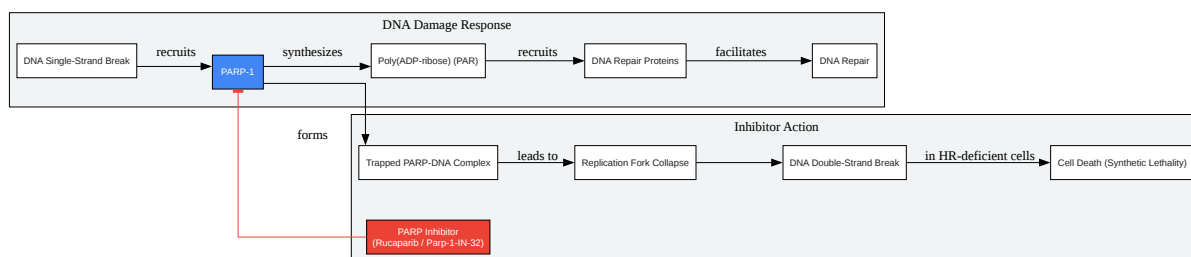 DNA Damage Response
DNA Single-Strand Break
recruits
PARP-1
synthesizes
Poly(ADP-ribose) (PAR)
recruits
DNA Repair Proteins
facilitates
DNA Repair
forms
Inhibitor Action
Trapped PARP-DNA Complex
leads to
Replication Fork Collapse
DNA Double-Strand Break
in HR-deficient cells
Cell Death (Synthetic Lethality)
PARP Inhibitor
(Rucaparib / Parp-1-IN-32)